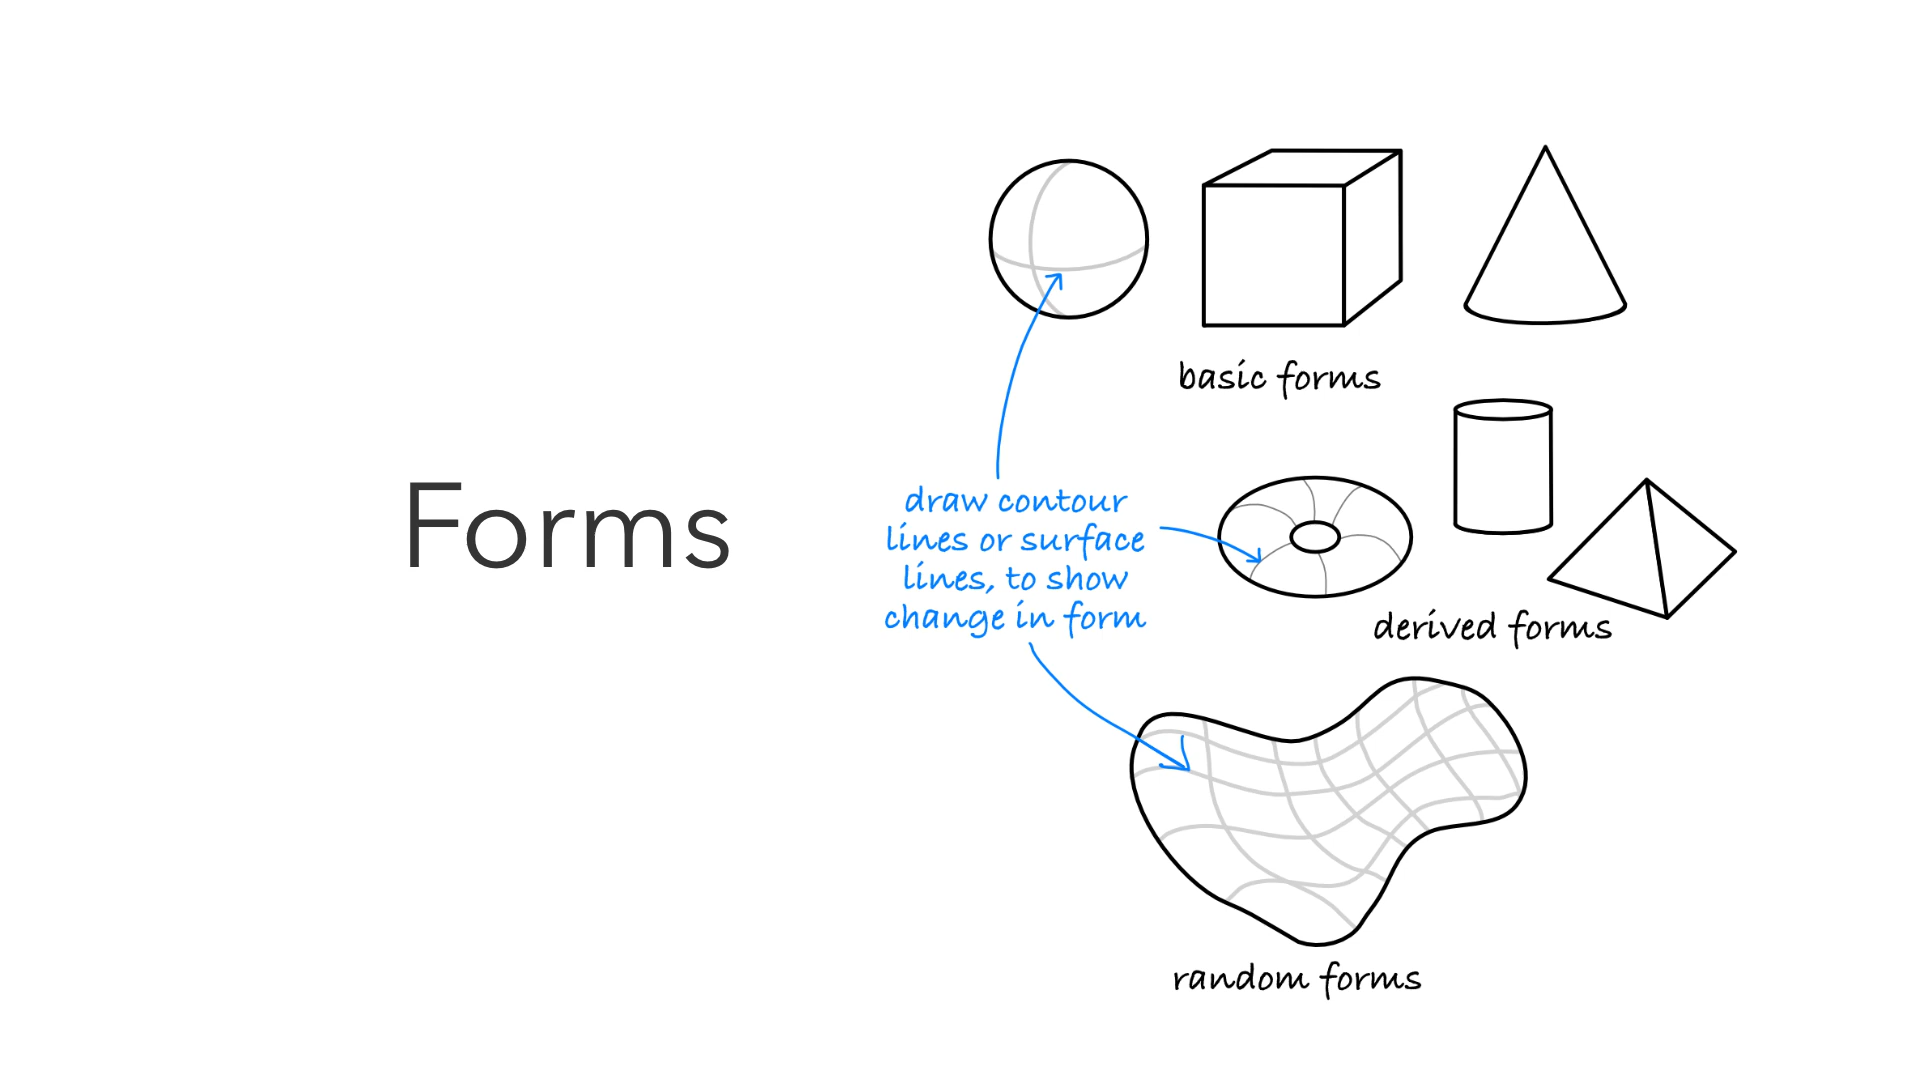 Forms
basic forms
draw contour
lines or surface
lines, to show
change in form
derived forms
random forms